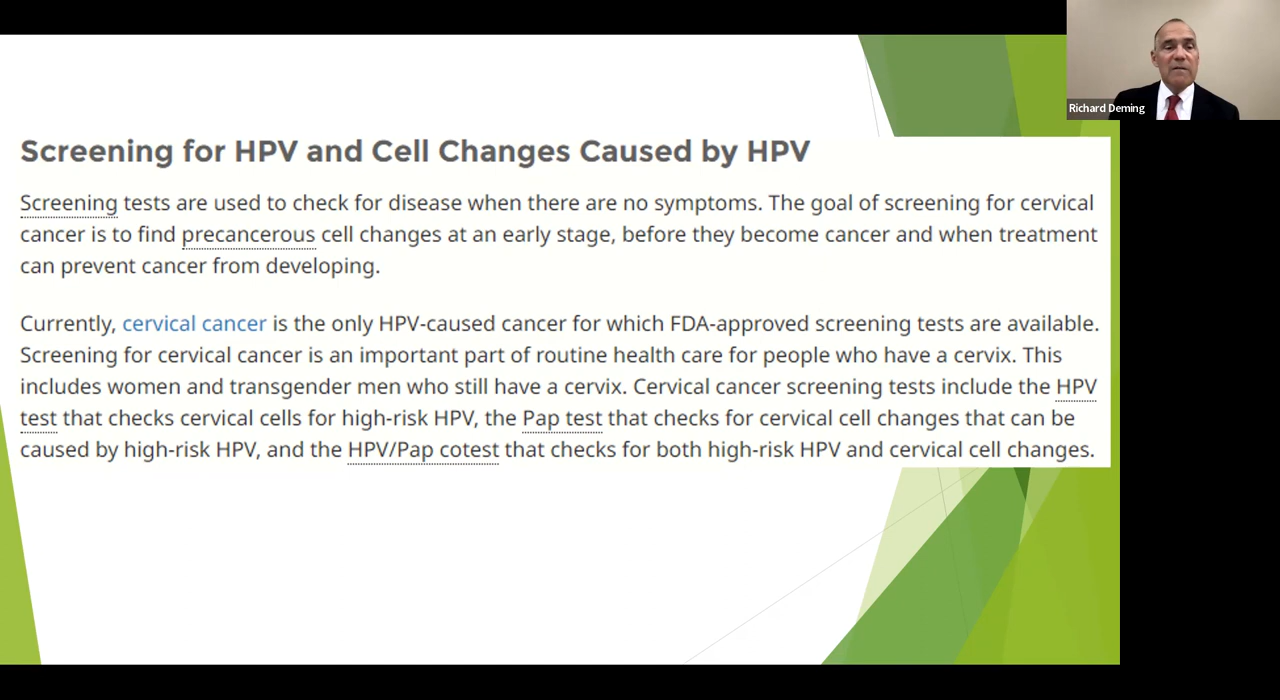 Richard Deming
Screening for HPV and Cell Changes Caused by HPV
Screening tests are used to check for disease when there are no symptoms. The goal of screening for cervical
cancer is to find precancerous cell changes at an early stage, before they become cancer and when treatment
can prevent cancer from developing.
Currently, cervical cancer is the only HPV-caused cancer for which FDA-approved screening tests are available.
Screening for cervical cancer is an important part of routine health care for people who have a cervix. This
includes women and transgender men who still have a cervix. Cervical cancer screening tests include the HPV
test that checks cervical cells for high-risk HPV, the Pap test that checks for cervical cell changes that can be
caused by high-risk HPV, and the HPV/Pap cotest that checks for both high-risk HPV and cervical cell changes.